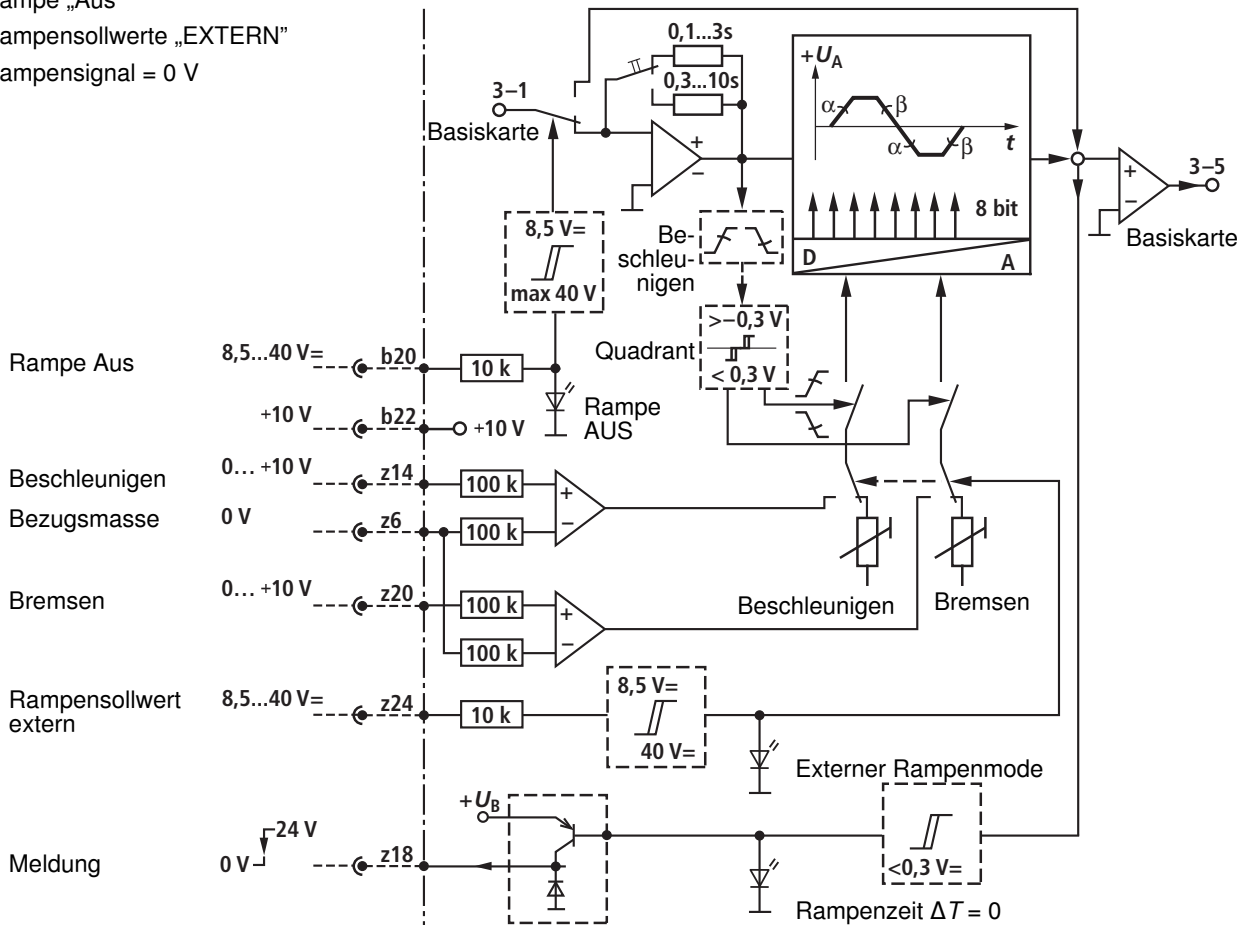 ampe „Aus"
ampensollwerte „EXTERN"
ampensignal = 0 V
0,1...3s
0,3...10s
3–1
Basiskarte
+
–
+U_A
α
β
α
β
t
8 bit
D
A
3–5
+
–
Basiskarte
8,5 V=
max 40 V
Be-
schleu-
nigen
>–0,3 V
Quadrant
< 0,3 V
Rampe Aus
8,5...40 V=
b20
10 k
Rampe
AUS
+10 V
b22
+10 V
Beschleunigen
0... +10 V
z14
100 k
+
Bezugsmasse
0 V
z6
100 k
–
Bremsen
0... +10 V
z20
100 k
+
100 k
–
Beschleunigen
Bremsen
Rampensollwert
extern
8,5...40 V=
z24
10 k
8,5 V=
40 V=
Externer Rampenmode
+U_B
Meldung
24 V
0 V
z18
<0,3 V=
Rampenzeit ΔT = 0